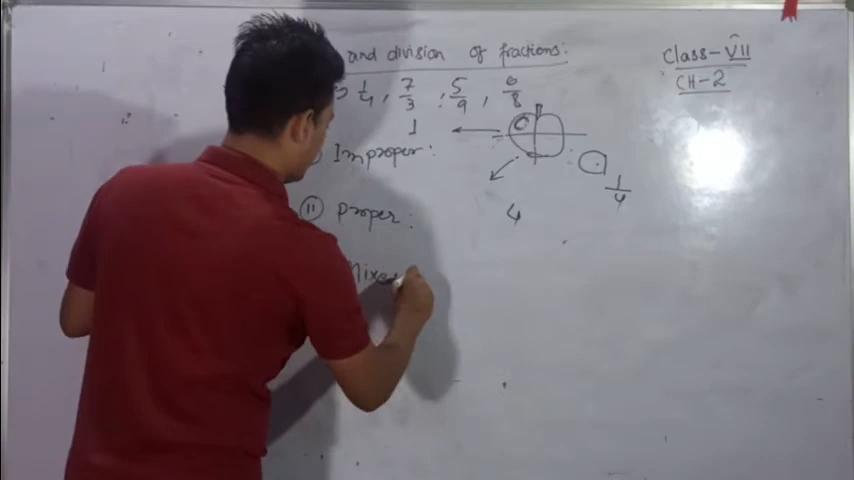 and division of fractions:
Class-VII
CH-2
1/4, 7/3, 5/9, 6/8
1
Improper:
1/4
(ii) Proper:
4
Mixed